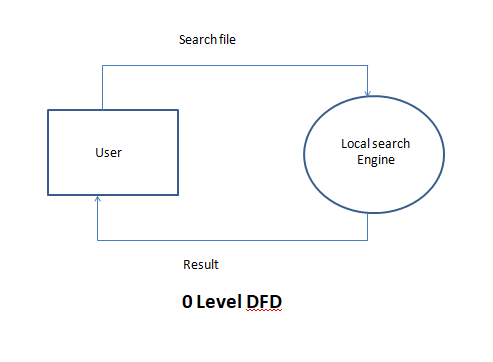 Search file
User
Local search
Engine
Result
0 Level DFD